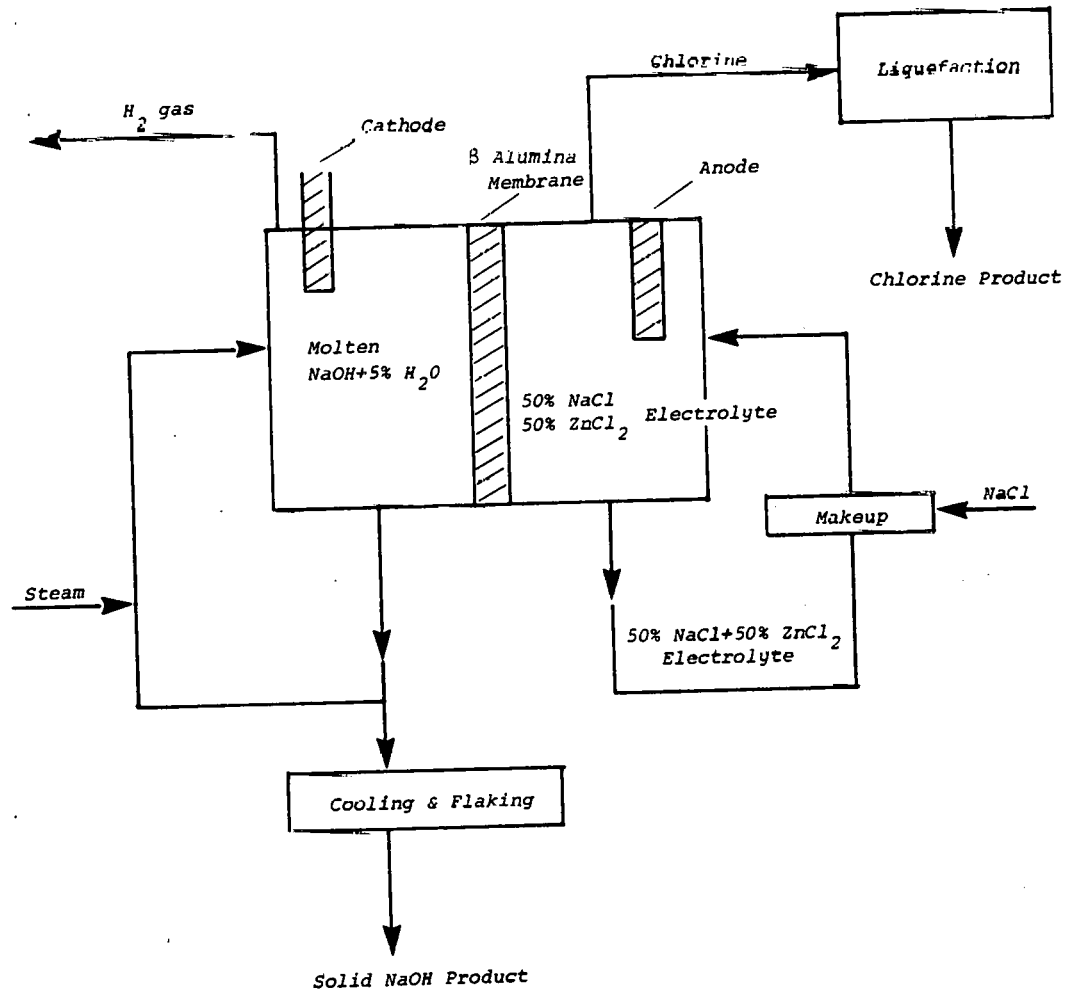 Chlorine
Liquefaction
H2 gas
Cathode
β Alumina
Membrane
Anode
Chlorine Product
Molten
NaOH+5% H2O
50% NaCl
50% ZnCl2
Electrolyte
NaCl
Makeup
Steam
50% NaCl+50% ZnCl2
Electrolyte
Cooling & Flaking
Solid NaOH Product